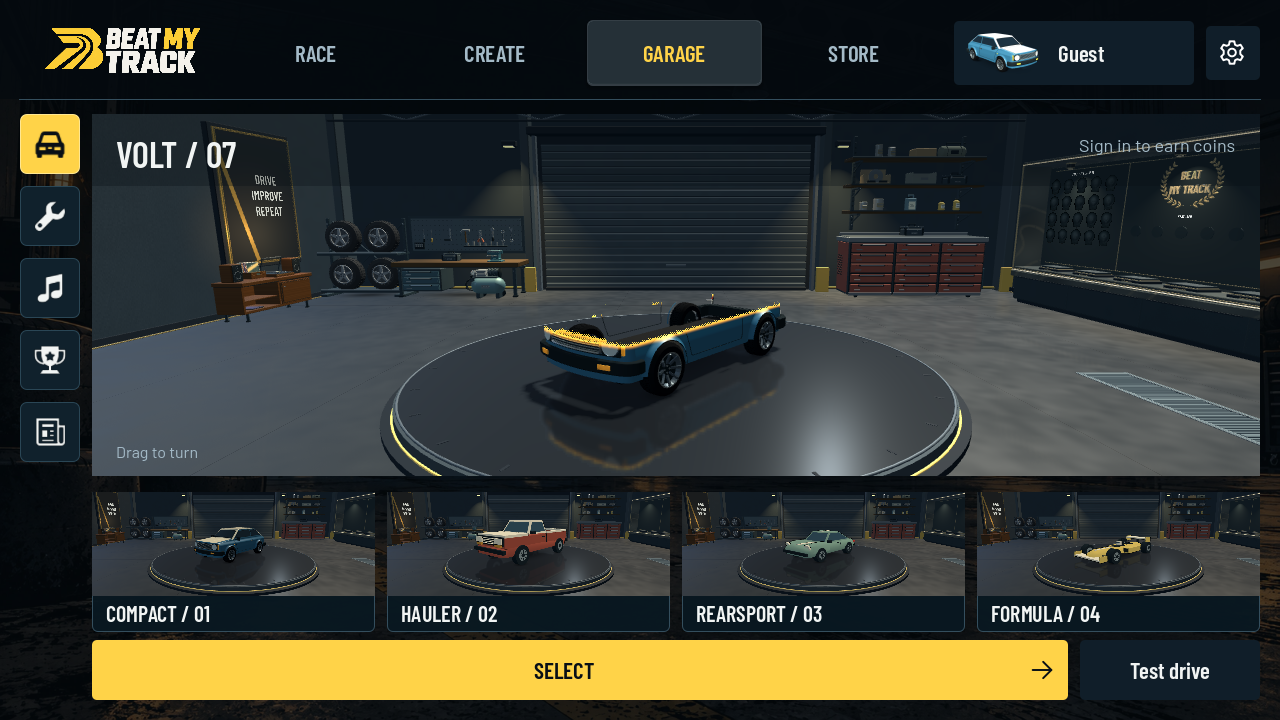 BEAT MY
TRACK
RACE
CREATE
GARAGE
STORE
Guest
VOLT / 07
Sign in to earn coins
DRIVE
IMPROVE
REPEAT
BEAT
MY TRACK
Drag to turn
COMPACT / 01
HAULER / 02
REARSPORT / 03
FORMULA / 04
SELECT
Test drive